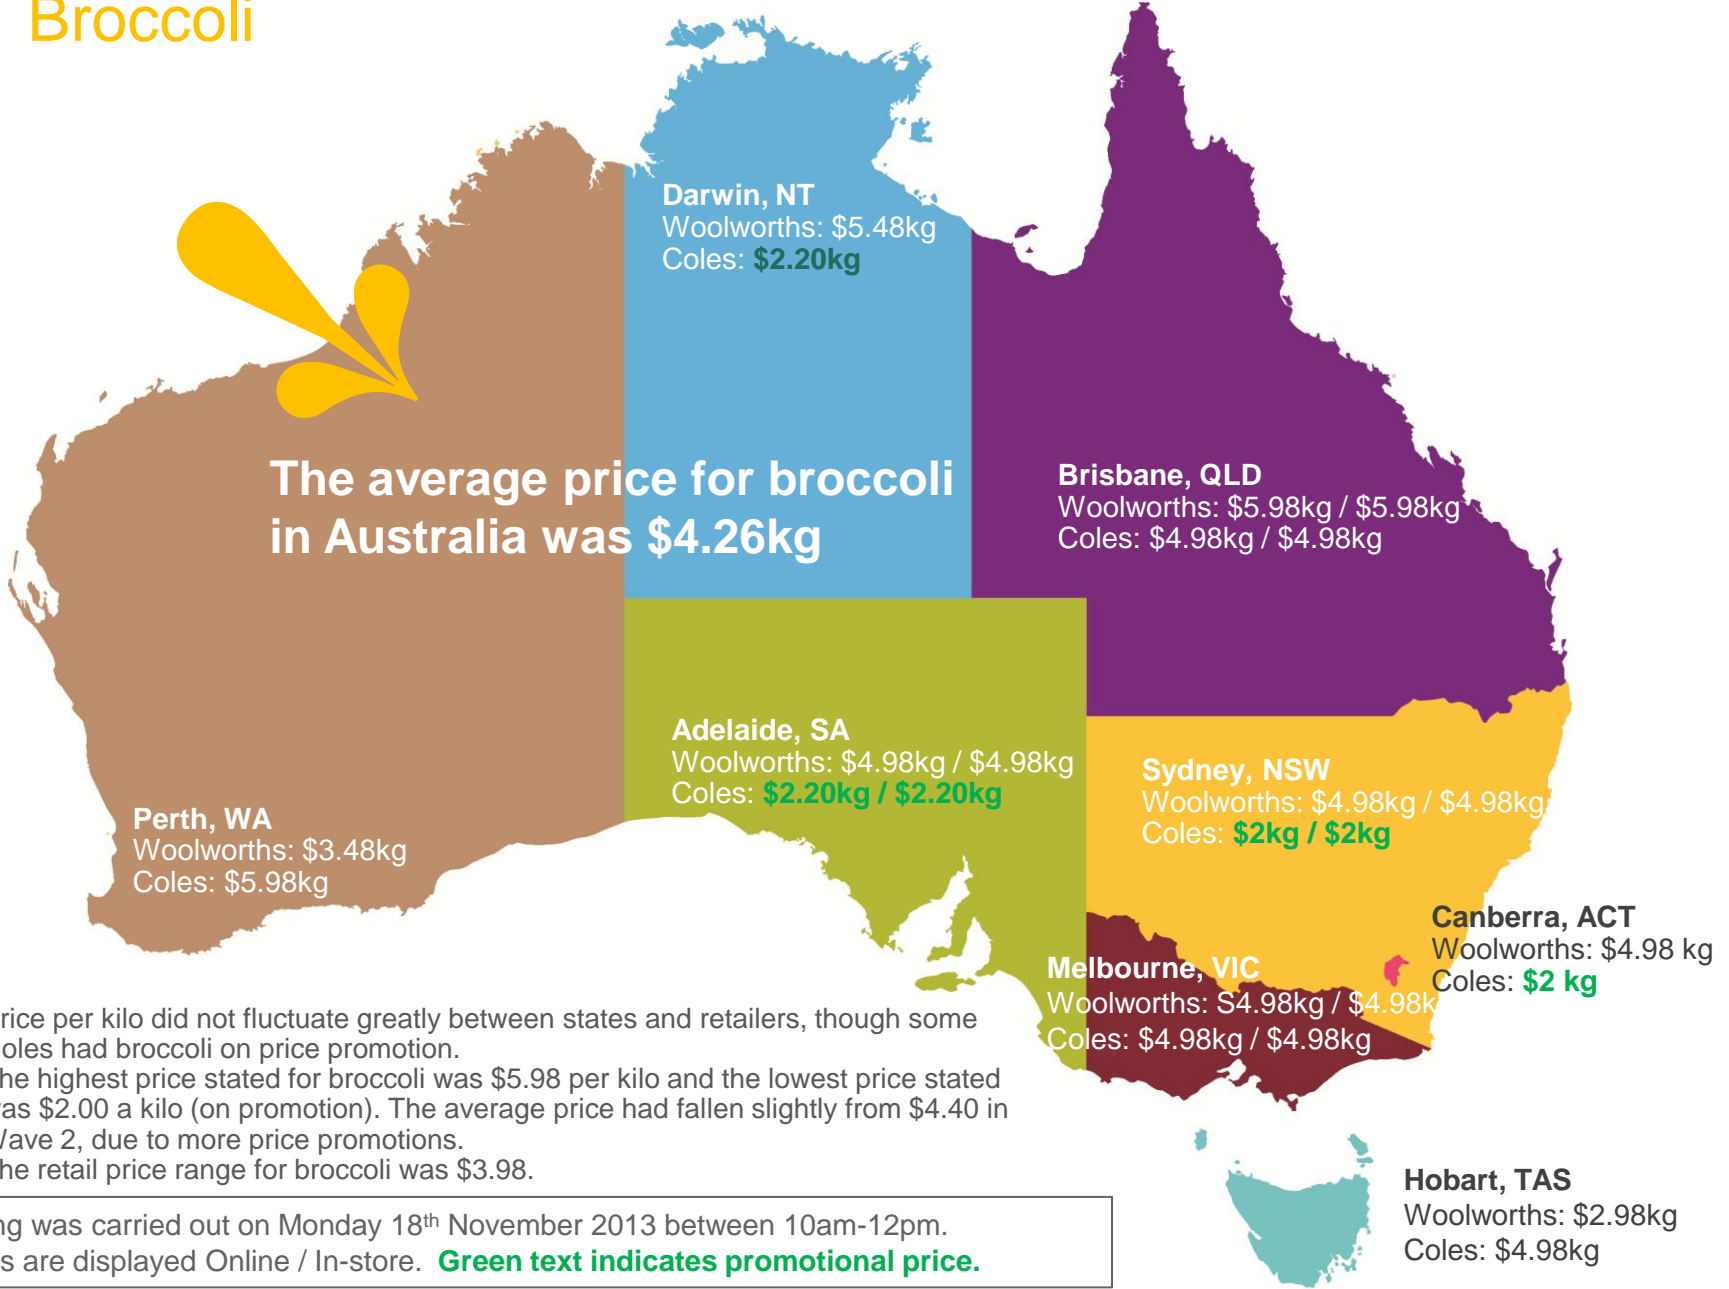 Broccoli
Darwin, NT
Woolworths: $5.48kg
Coles: $2.20kg
The average price for broccoli
in Australia was $4.26kg
Brisbane, QLD
Woolworths: $5.98kg / $5.98kg
Coles: $4.98kg / $4.98kg
Adelaide, SA
Woolworths: $4.98kg / $4.98kg
Coles: $2.20kg / $2.20kg
Sydney, NSW
Woolworths: $4.98kg / $4.98kg
Coles: $2kg / $2kg
Perth, WA
Woolworths: $3.48kg
Coles: $5.98kg
Canberra, ACT
Woolworths: $4.98 kg
Coles: $2 kg
Melbourne, VIC
Woolworths: S4.98kg / $4.98k
Coles: $4.98kg / $4.98kg
rice per kilo did not fluctuate greatly between states and retailers, though some
oles had broccoli on price promotion.
he highest price stated for broccoli was $5.98 per kilo and the lowest price stated
as $2.00 a kilo (on promotion). The average price had fallen slightly from $4.40 in
ave 2, due to more price promotions.
he retail price range for broccoli was $3.98.
Hobart, TAS
Woolworths: $2.98kg
Coles: $4.98kg
ng was carried out on Monday 18th November 2013 between 10am-12pm.
s are displayed Online / In-store. Green text indicates promotional price.